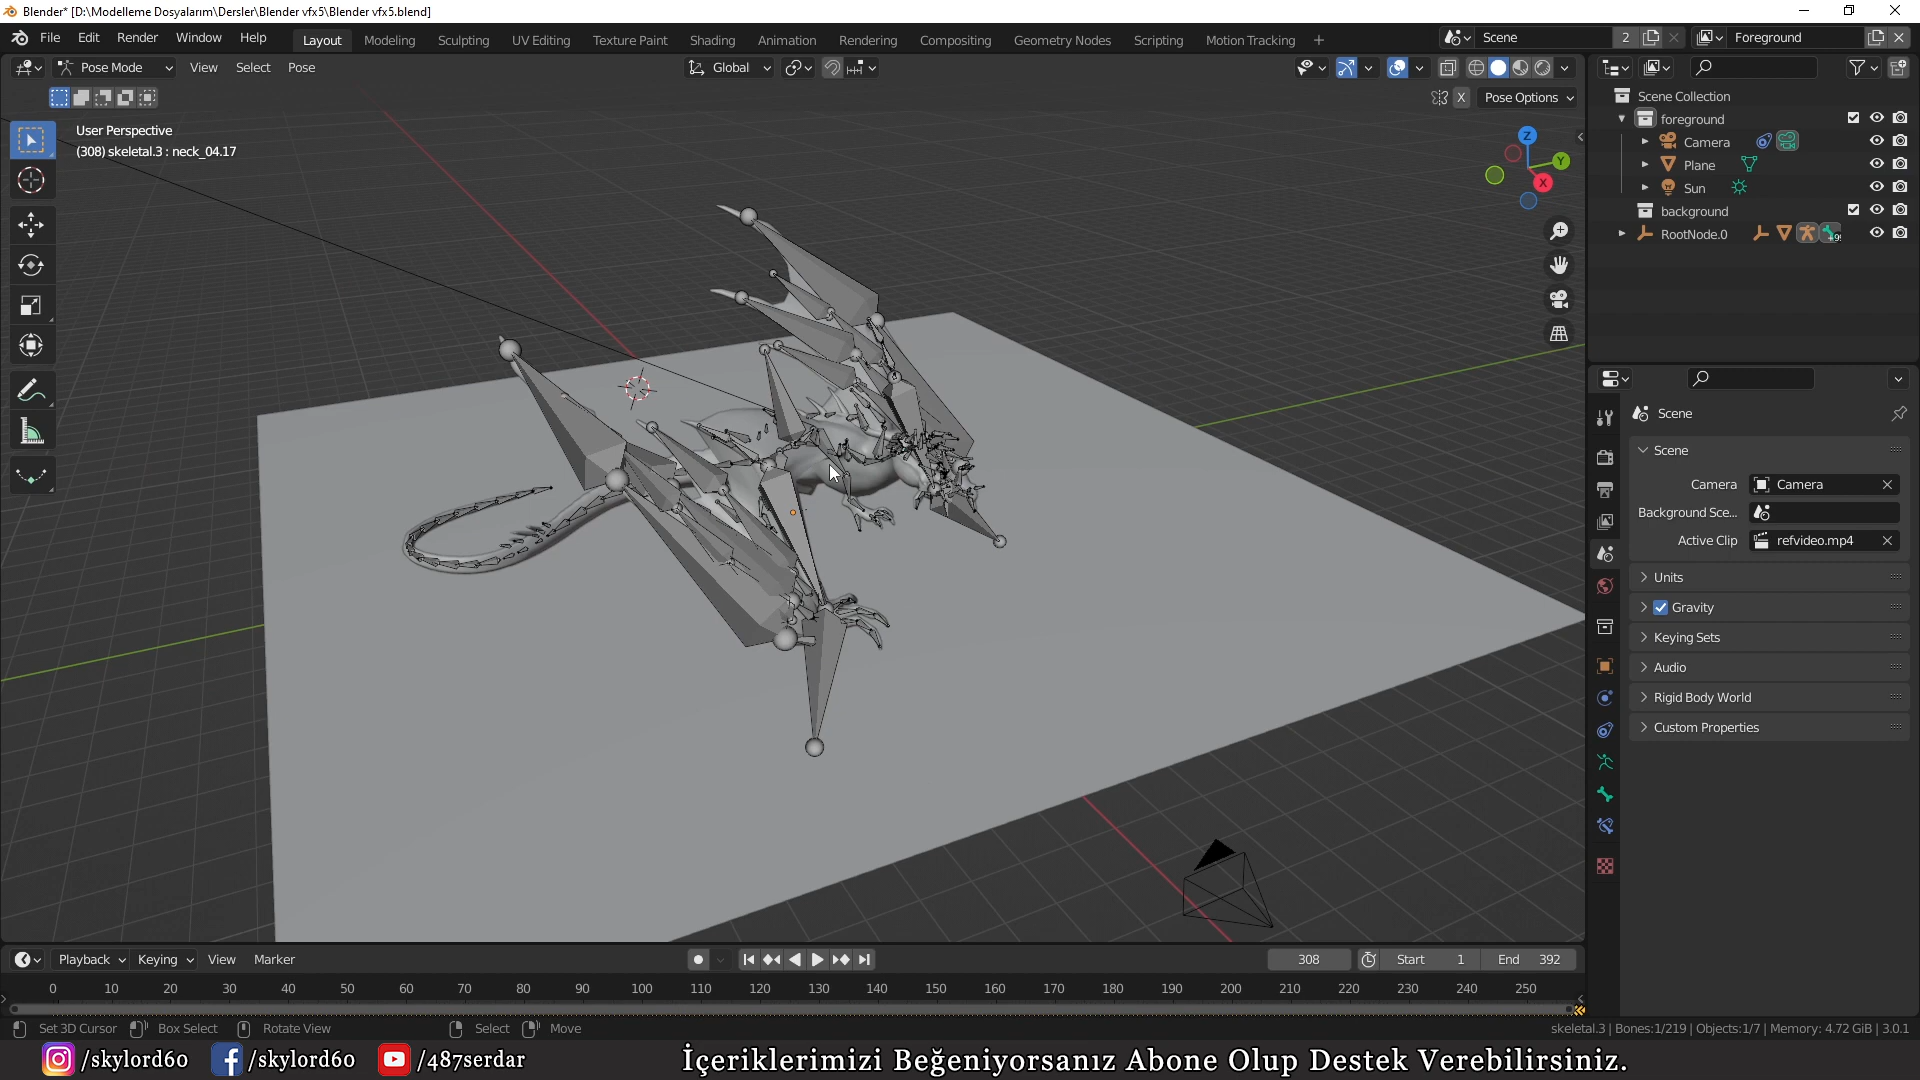 Blender* [D:\Modelleme Dosyalarım\Dersler\Blender vfx5\Blender vfx5.blend]
File Edit Render Window Help Layout Modeling Sculpting UV Editing Texture Paint Shading Animation Rendering Compositing Geometry Nodes Scripting Motion Tracking + Scene 2 Foreground
Pose Mode View Select Pose Global
X Pose Options
User Perspective
(308) skeletal.3 : neck_04.17
Z
Y
X
Scene Collection
foreground
Camera
Plane
Sun
background
RootNode.0
Scene
Scene
Camera Camera
Background Sce...
Active Clip refvideo.mp4
Units
Gravity
Keying Sets
Audio
Rigid Body World
Custom Properties
Playback Keying View Marker 308 Start 1 End 392
0 10 20 30 40 50 60 70 80 90 100 110 120 130 140 150 160 170 180 190 200 210 220 230 240 250
Set 3D Cursor Box Select Rotate View Select Move skeletal.3 | Bones:1/219 | Objects:1/7 | Memory: 4.72 GiB | 3.0.1
/skylord60 /skylord60 /487serdar İçeriklerimizi Beğeniyorsanız Abone Olup Destek Verebilirsiniz.